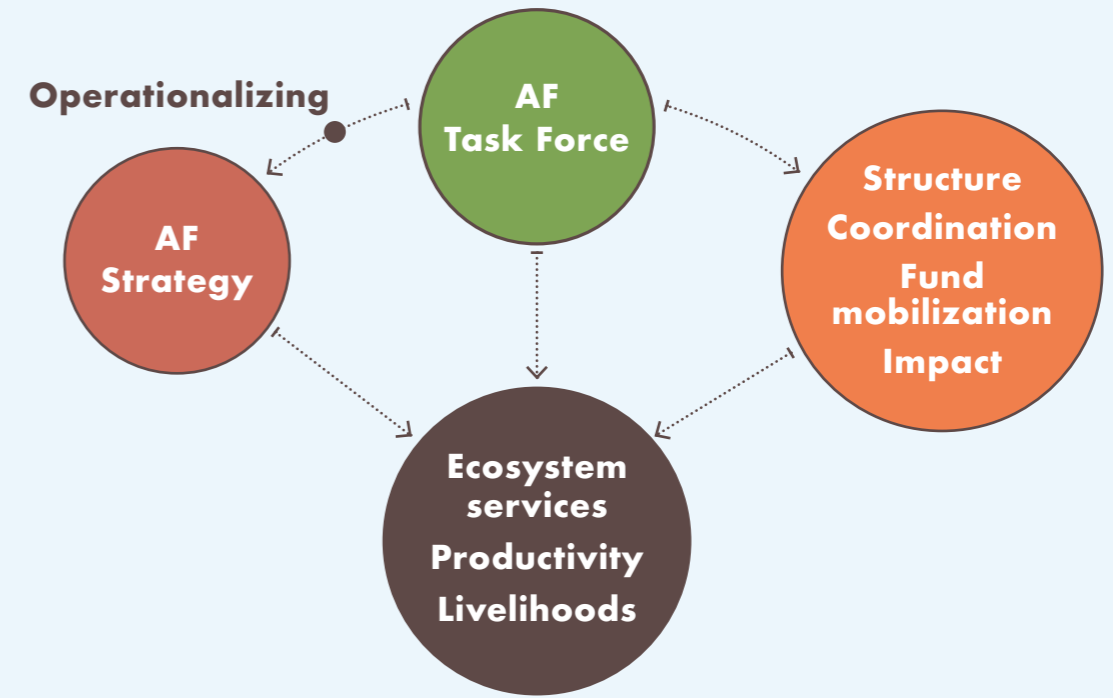 Operationalizing
AF
Task Force
AF
Strategy
Structure
Coordination
Fund
mobilization
Impact
Ecosystem
services
Productivity
Livelihoods